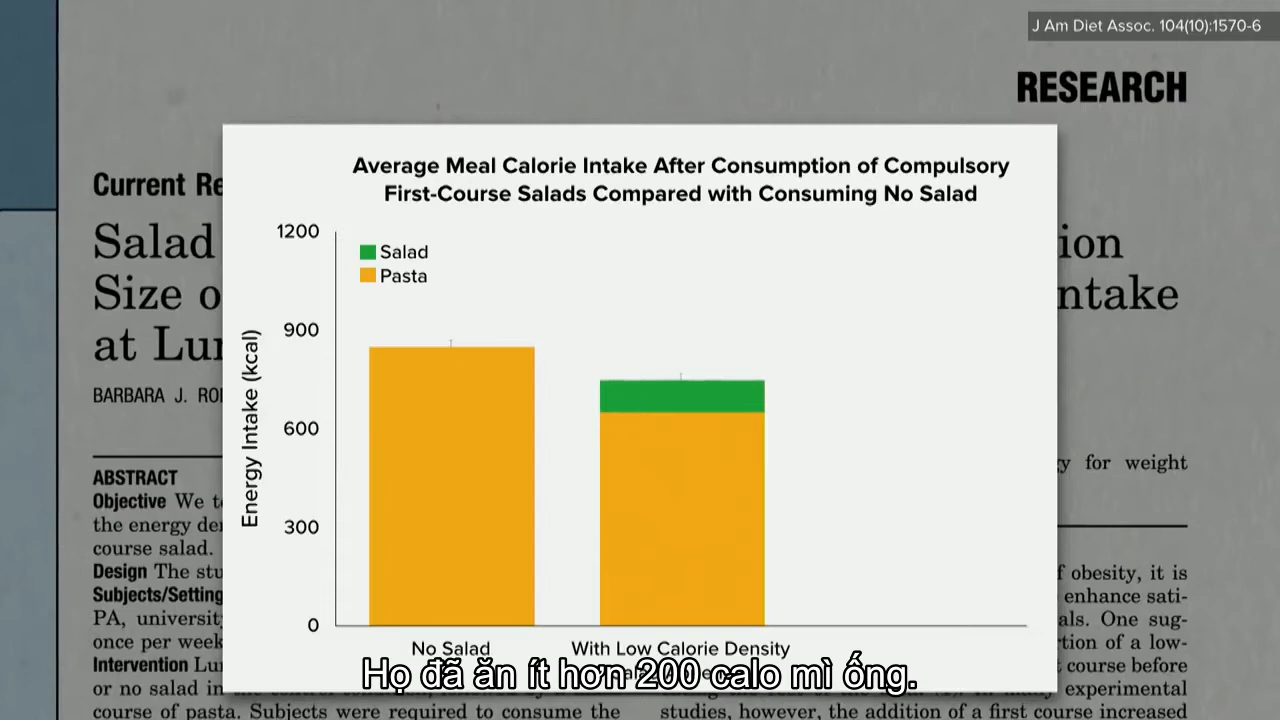 J Am Diet Assoc. 104(10):1570-6
RESEARCH
Current Re
Salad
ion
Size o
ntake
at Lu
BARBARA J. RO
ABSTRACT
Objective We t
the energy de
course salad.
Design The stu
Subjects/Setting
PA, university
once per week
Intervention Lu
or no salad in
course of pasta. Subjects were required to consume the
y for weight
f obesity, it is
enhance sati-
als. One sug-
rtion of a low-
course before
experimental
studies, however, the addition of a first course increased
Average Meal Calorie Intake After Consumption of Compulsory
First-Course Salads Compared with Consuming No Salad
Salad
Pasta
Energy Intake (kcal)
1200
900
600
300
0
No Salad
With Low Calorie Density
Họ đã ăn ít hơn 200 calo mì ống.